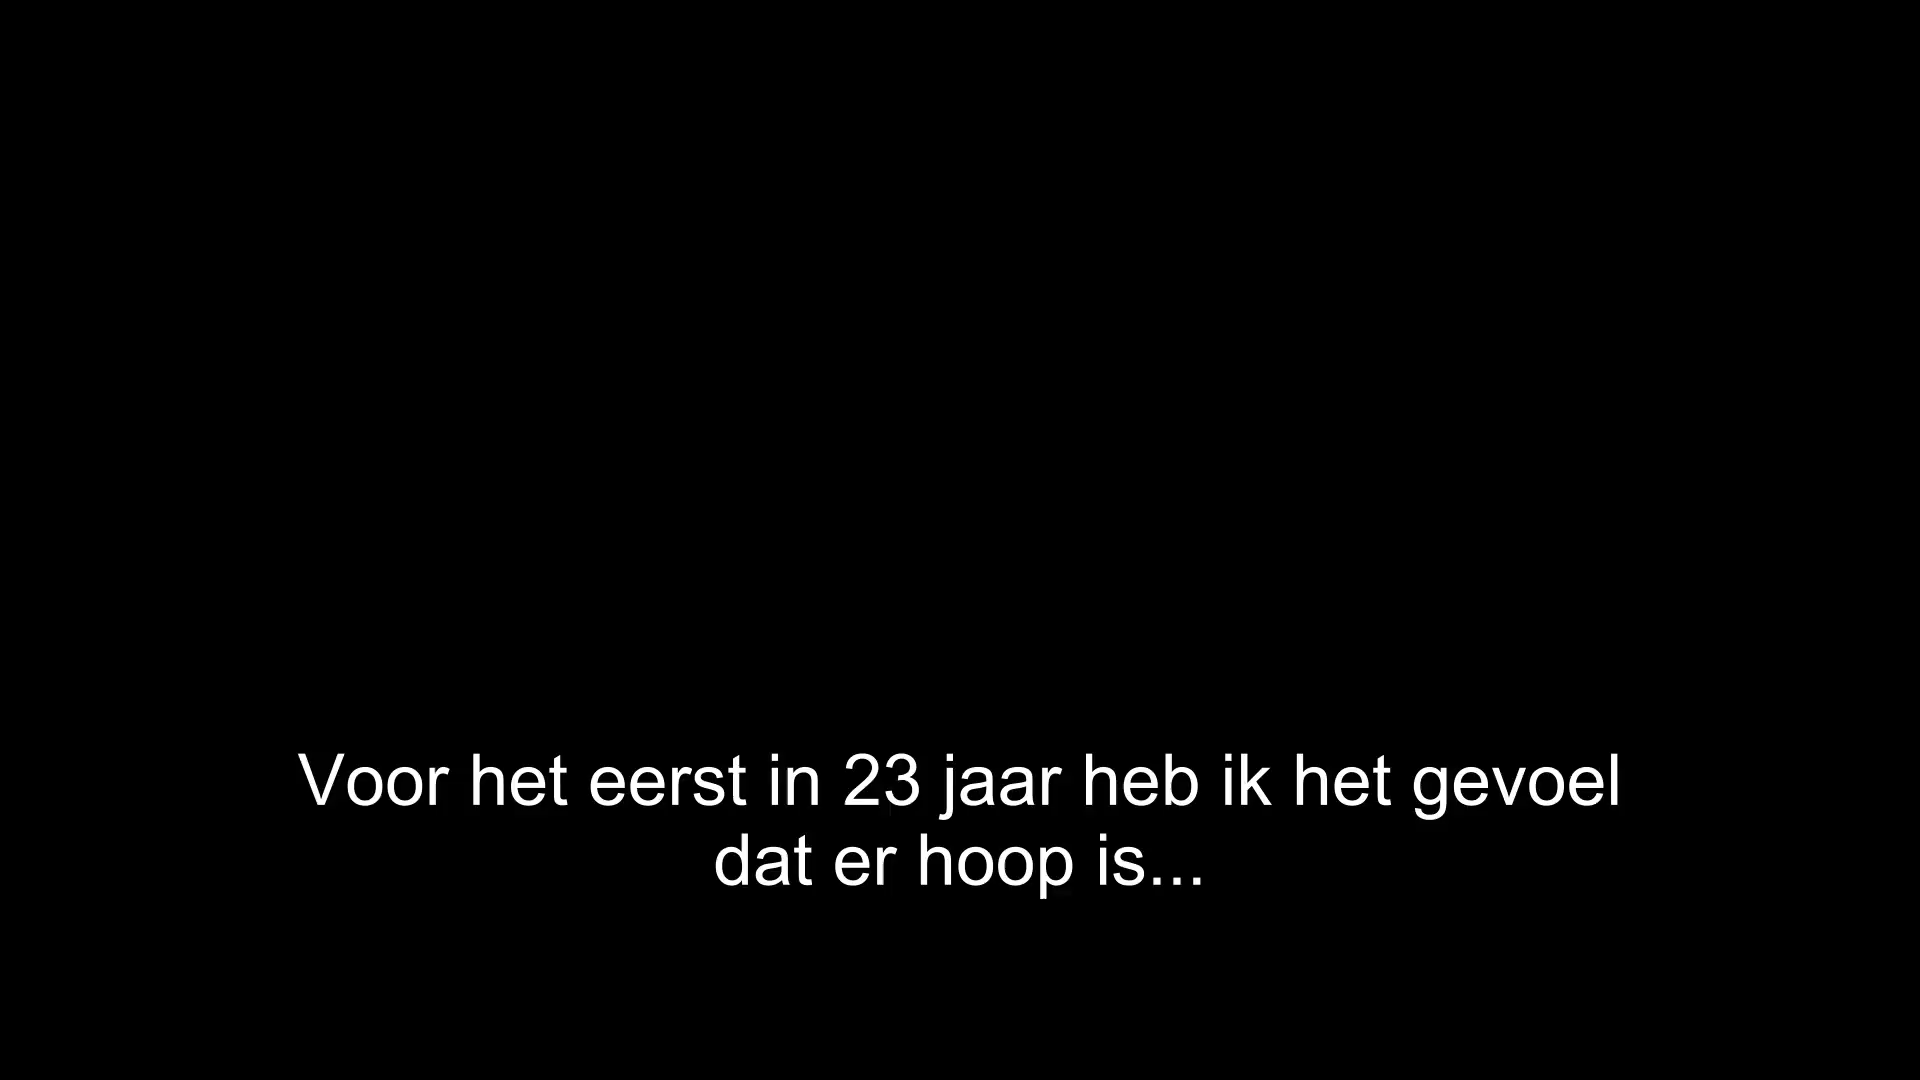 Voor het eerst in 23 jaar heb ik het gevoel
dat er hoop is...